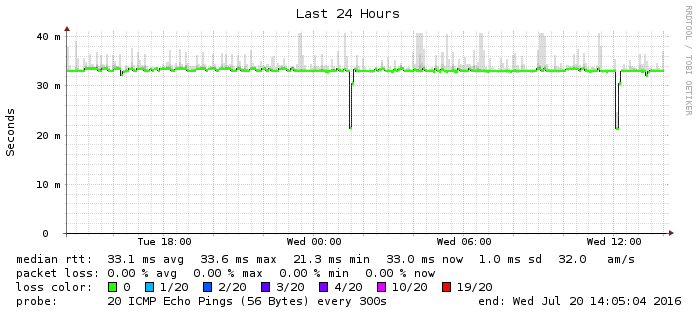 Last 24 Hours
RRDTOOL / TOBI OETIKER
Seconds
40 m
30 m
20 m
10 m
0
Tue 18:00 Wed 00:00 Wed 06:00 Wed 12:00
median rtt: 33.1 ms avg 33.6 ms max 21.3 ms min 33.0 ms now 1.0 ms sd 32.0 am/s
packet loss: 0.00 % avg 0.00 % max 0.00 % min 0.00 % now
loss color: 0 1/20 2/20 3/20 4/20 10/20 19/20
probe: 20 ICMP Echo Pings (56 Bytes) every 300s end: Wed Jul 20 14:05:04 2016